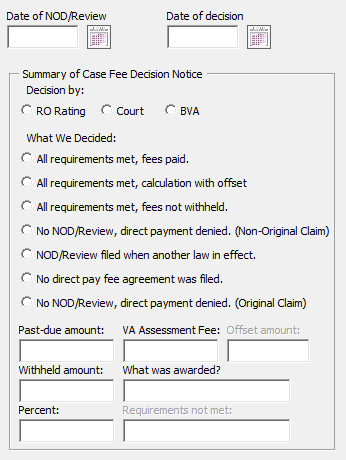 Date of NOD/Review Date of decision
Summary of Case Fee Decision Notice
Decision by:
RO Rating Court BVA
What We Decided:
All requirements met, fees paid.
All requirements met, calculation with offset
All requirements met, fees not withheld.
No NOD/Review, direct payment denied. (Non-Original Claim)
NOD/Review filed when another law in effect.
No direct pay fee agreement was filed.
No NOD/Review, direct payment denied. (Original Claim)
Past-due amount: VA Assessment Fee: Offset amount:
Withheld amount: What was awarded?
Percent: Requirements not met: